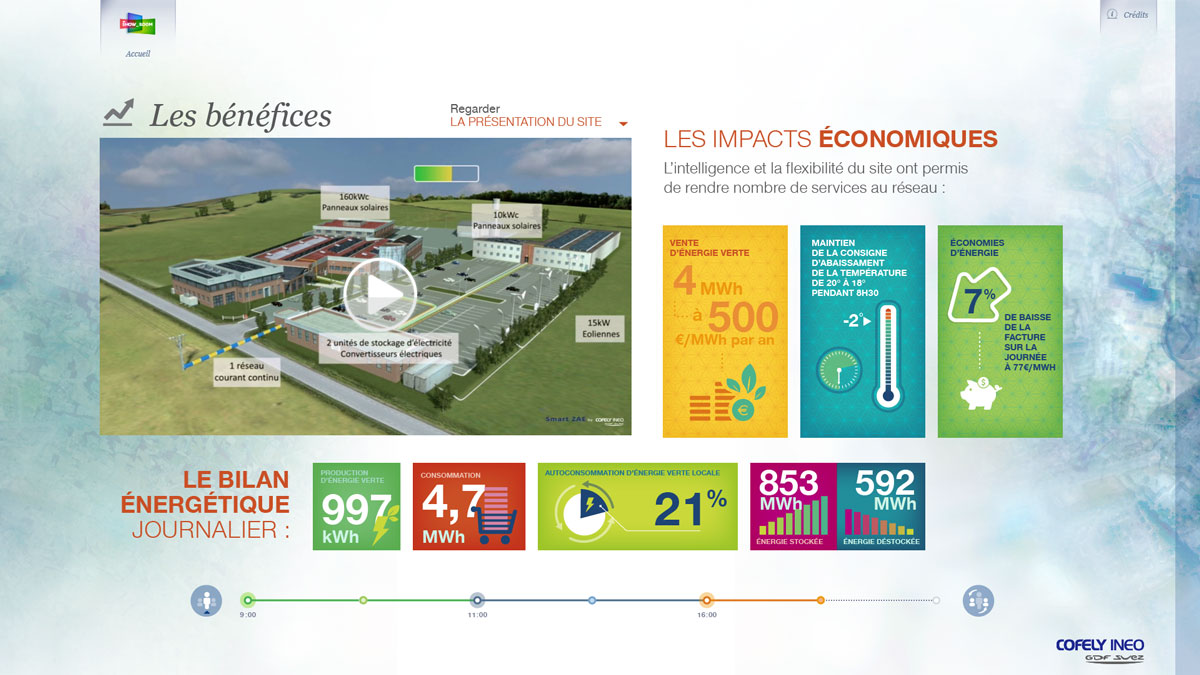 SHOW_ROOM
Accueil
Crédits
Les bénéfices
Regarder
LA PRÉSENTATION DU SITE
160kWc
Panneaux solaires
10kWc
Panneaux solaires
15kW
Eoliennes
2 unités de stockage d'électricité
Convertisseurs électriques
1 réseau
courant continu
Smart ZAE by COFELY INEO
LES IMPACTS ÉCONOMIQUES
L'intelligence et la flexibilité du site ont permis
de rendre nombre de services au réseau :
VENTE
D'ÉNERGIE VERTE
4 MWh
à 500
€/MWh par an
€
MAINTIEN
DE LA CONSIGNE
D'ABAISSAMENT
DE LA TEMPÉRATURE
DE 20° À 18°
PENDANT 8H30
-2°
ÉCONOMIES
D'ÉNERGIE
7%
DE BAISSE
DE LA
FACTURE
SUR LA
JOURNÉE
À 77€/MWH
$
LE BILAN
ÉNERGÉTIQUE
JOURNALIER :
PRODUCTION
D'ÉNERGIE VERTE
997
kWh
CONSOMMATION
4,7
MWh
AUTOCONSOMMATION D'ÉNERGIE VERTE LOCALE
21%
853
MWh
ÉNERGIE STOCKÉE
592
MWh
ÉNERGIE DÉSTOCKÉE
9:00
11:00
16:00
COFELY INEO
GDF SUEZ